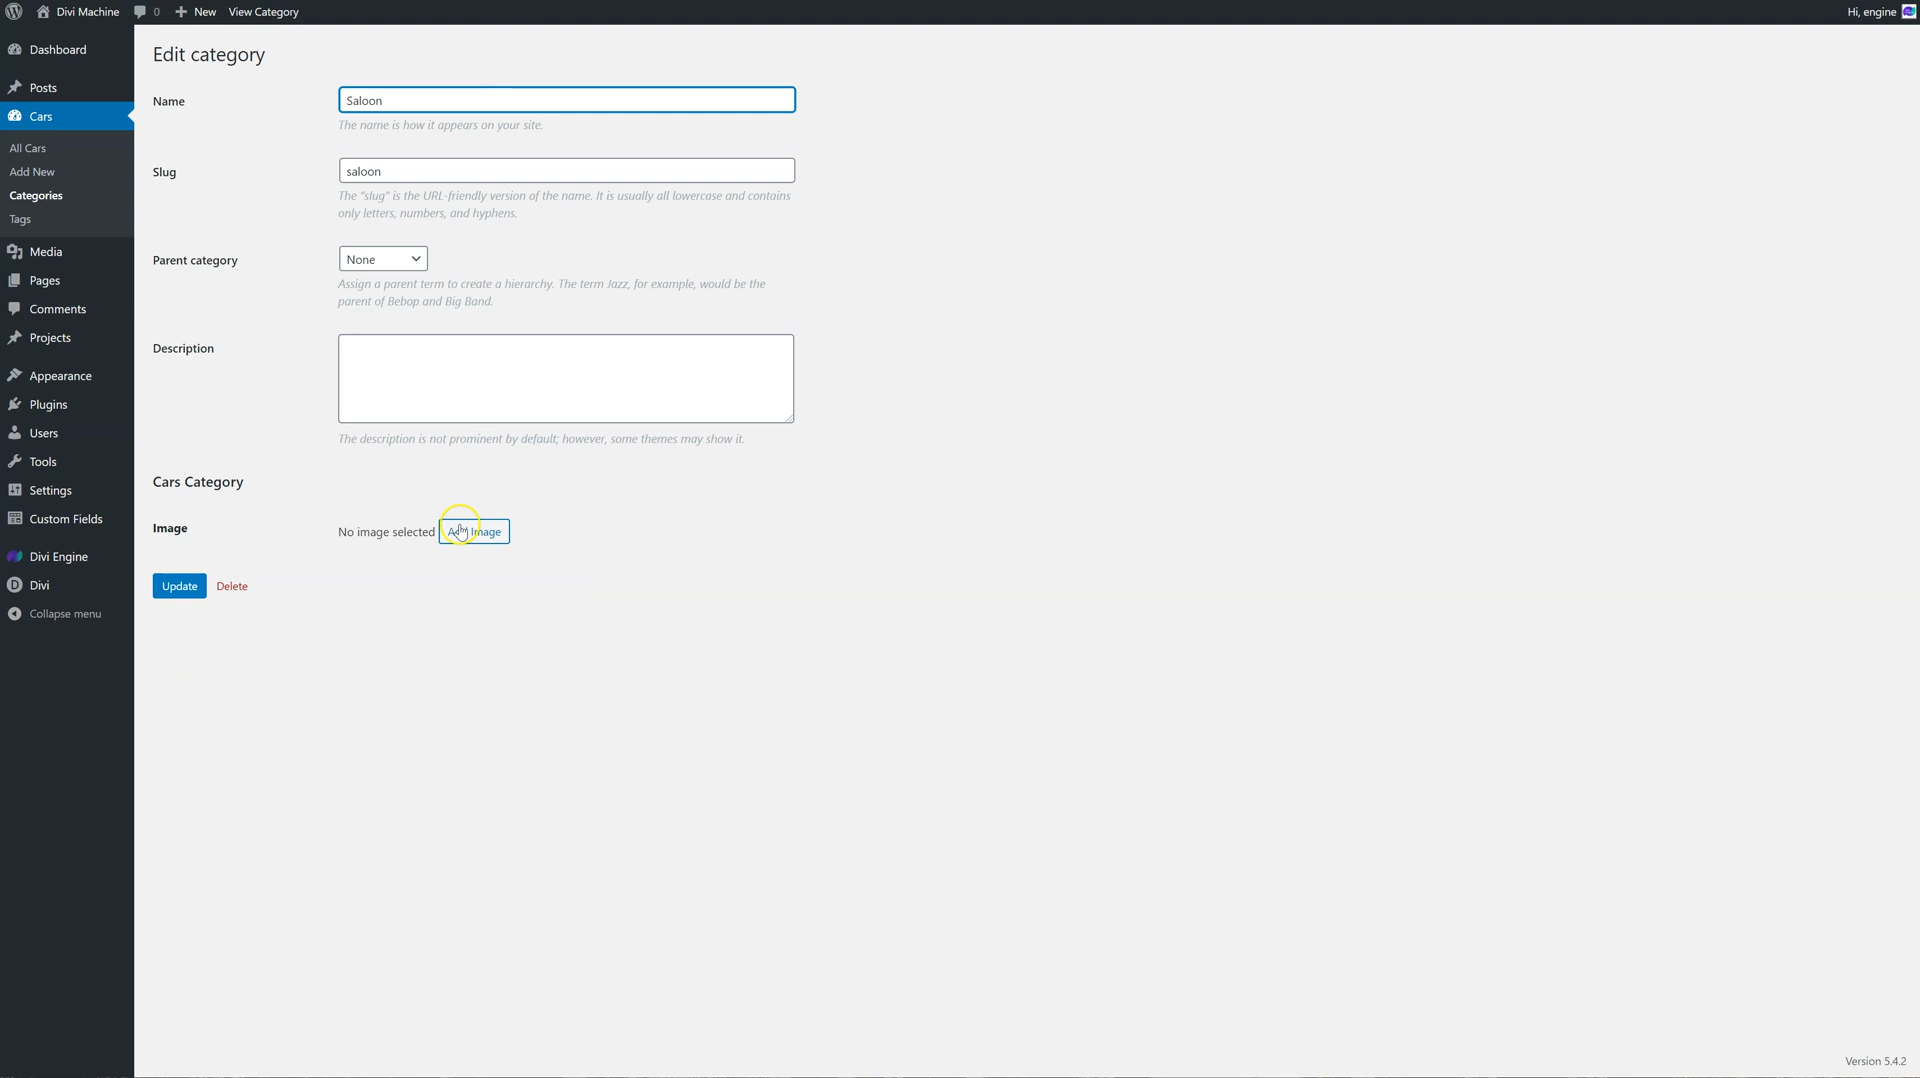 Divi Machine
0
New
View Category
Hi, engine
Dashboard
Posts
Cars
All Cars
Add New
Categories
Tags
Media
Pages
Comments
Projects
Appearance
Plugins
Users
Tools
Settings
Custom Fields
Divi Engine
D Divi
Collapse menu
Edit category
Name
Saloon
The name is how it appears on your site.
Slug
saloon
The “slug” is the URL-friendly version of the name. It is usually all lowercase and contains
only letters, numbers, and hyphens.
Parent category
None
Assign a parent term to create a hierarchy. The term Jazz, for example, would be the
parent of Bebop and Big Band.
Description
The description is not prominent by default; however, some themes may show it.
Cars Category
Image
No image selected
Add Image
Update
Delete
Version 5.4.2